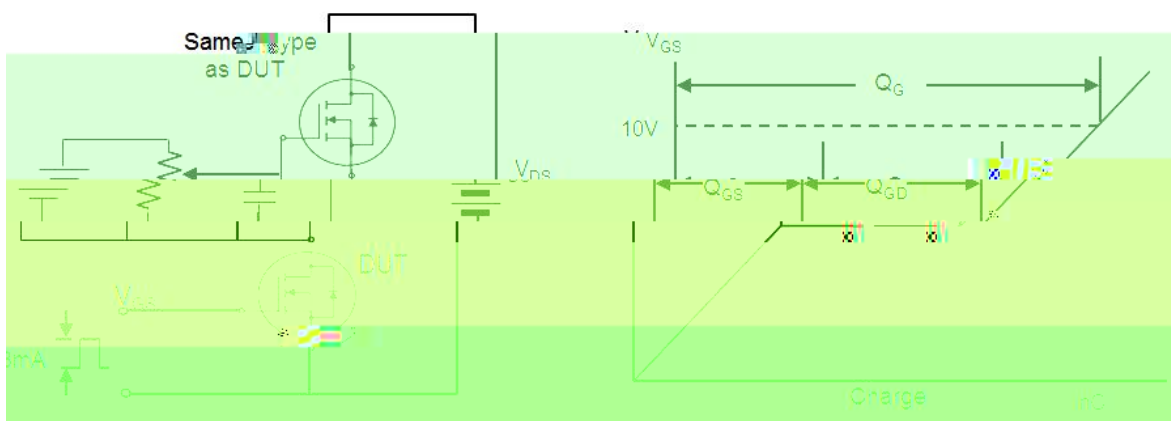 Same Type
as DUT
VDS
DUT
VGS
3mA
VGS
QG
10V
QGS
QGD
Charge
nC